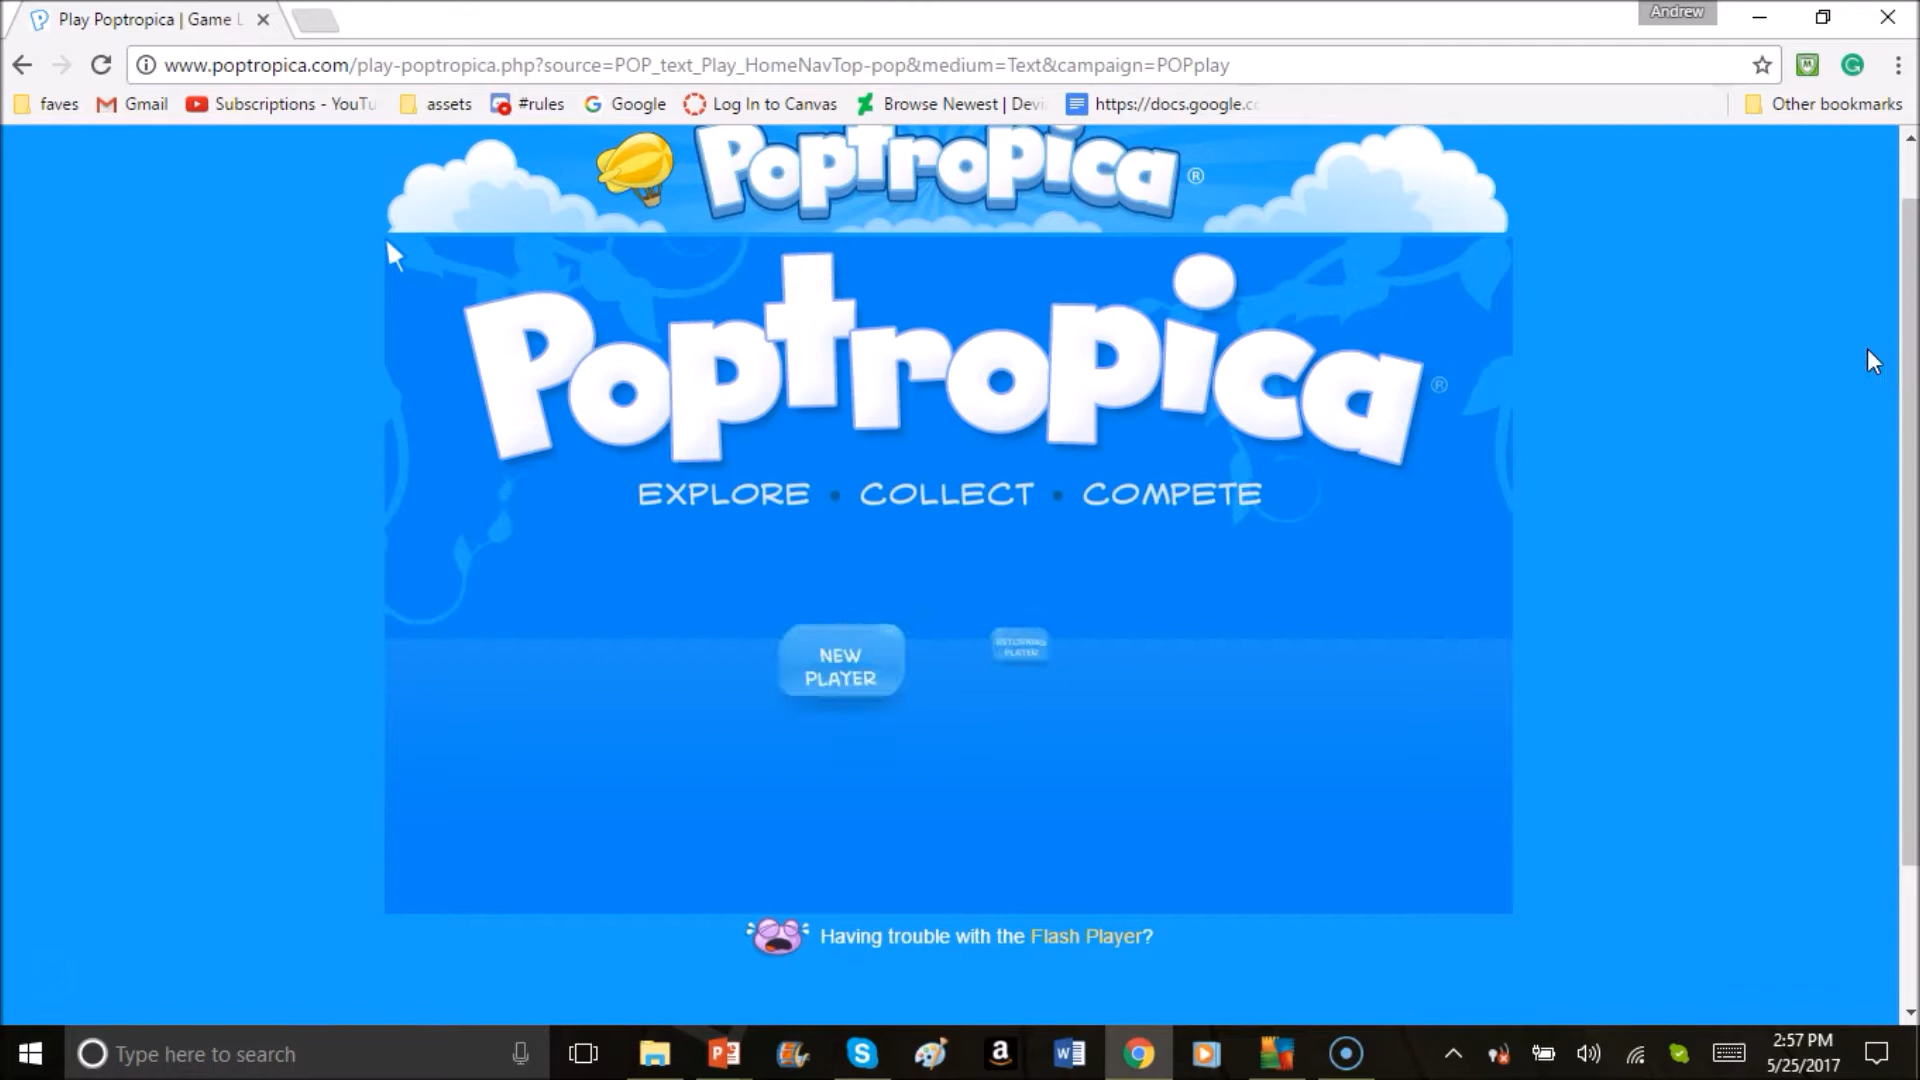 Play Poptropica | Game L
Andrew
www.poptropica.com/play-poptropica.php?source=POP_text_Play_HomeNavTop-pop&medium=Text&campaign=POPplay
faves
Gmail
Subscriptions - YouTu
assets
#rules
Google
Log In to Canvas
Browse Newest | Devi
https://docs.google.cc
Other bookmarks
Poptropica®
Poptropica®
EXPLORE • COLLECT • COMPETE
NEW
PLAYER
RETURNING
PLAYER
Having trouble with the Flash Player?
Type here to search
2:57 PM
5/25/2017